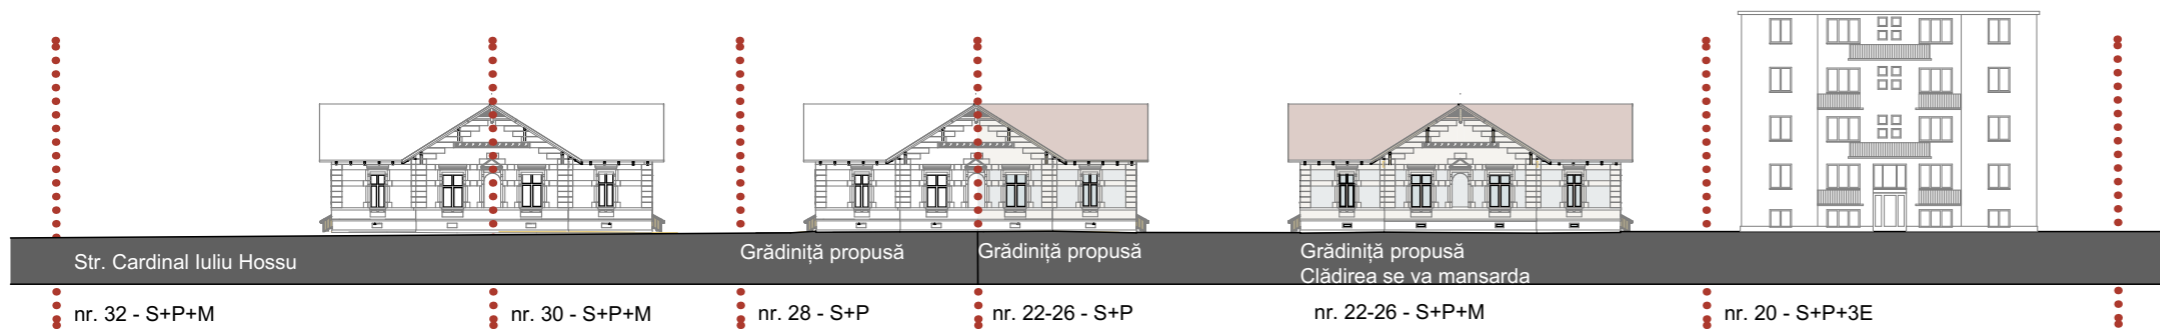 Str. Cardinal Iuliu Hossu
Grădiniță propusă
Grădiniță propusă
Grădiniță propusă
Clădirea se va mansarda
nr. 32 - S+P+M
nr. 30 - S+P+M
nr. 28 - S+P
nr. 22-26 - S+P
nr. 22-26 - S+P+M
nr. 20 - S+P+3E